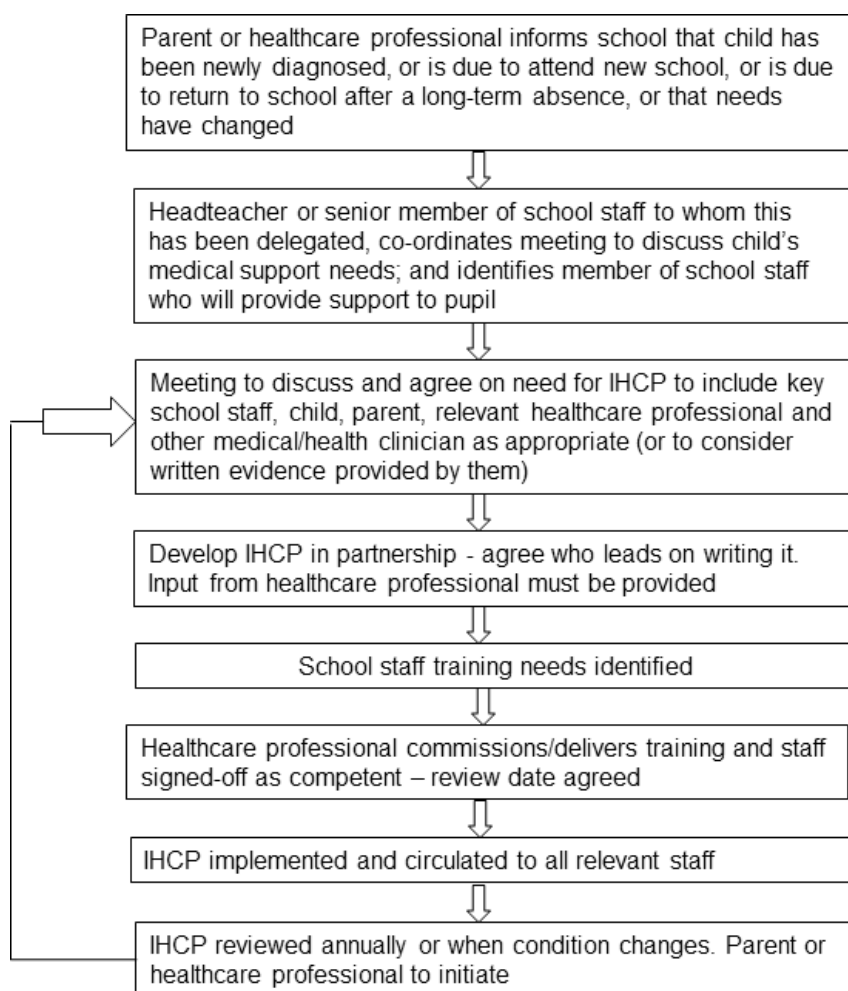 Parent or healthcare professional informs school that child has
been newly diagnosed, or is due to attend new school, or is due
to return to school after a long-term absence, or that needs
have changed
Headteacher or senior member of school staff to whom this
has been delegated, co-ordinates meeting to discuss child's
medical support needs; and identifies member of school staff
who will provide support to pupil
Meeting to discuss and agree on need for IHCP to include key
school staff, child, parent, relevant healthcare professional and
other medical/health clinician as appropriate (or to consider
written evidence provided by them)
Develop IHCP in partnership - agree who leads on writing it.
Input from healthcare professional must be provided
School staff training needs identified
Healthcare professional commissions/delivers training and staff
signed-off as competent – review date agreed
IHCP implemented and circulated to all relevant staff
IHCP reviewed annually or when condition changes. Parent or
healthcare professional to initiate